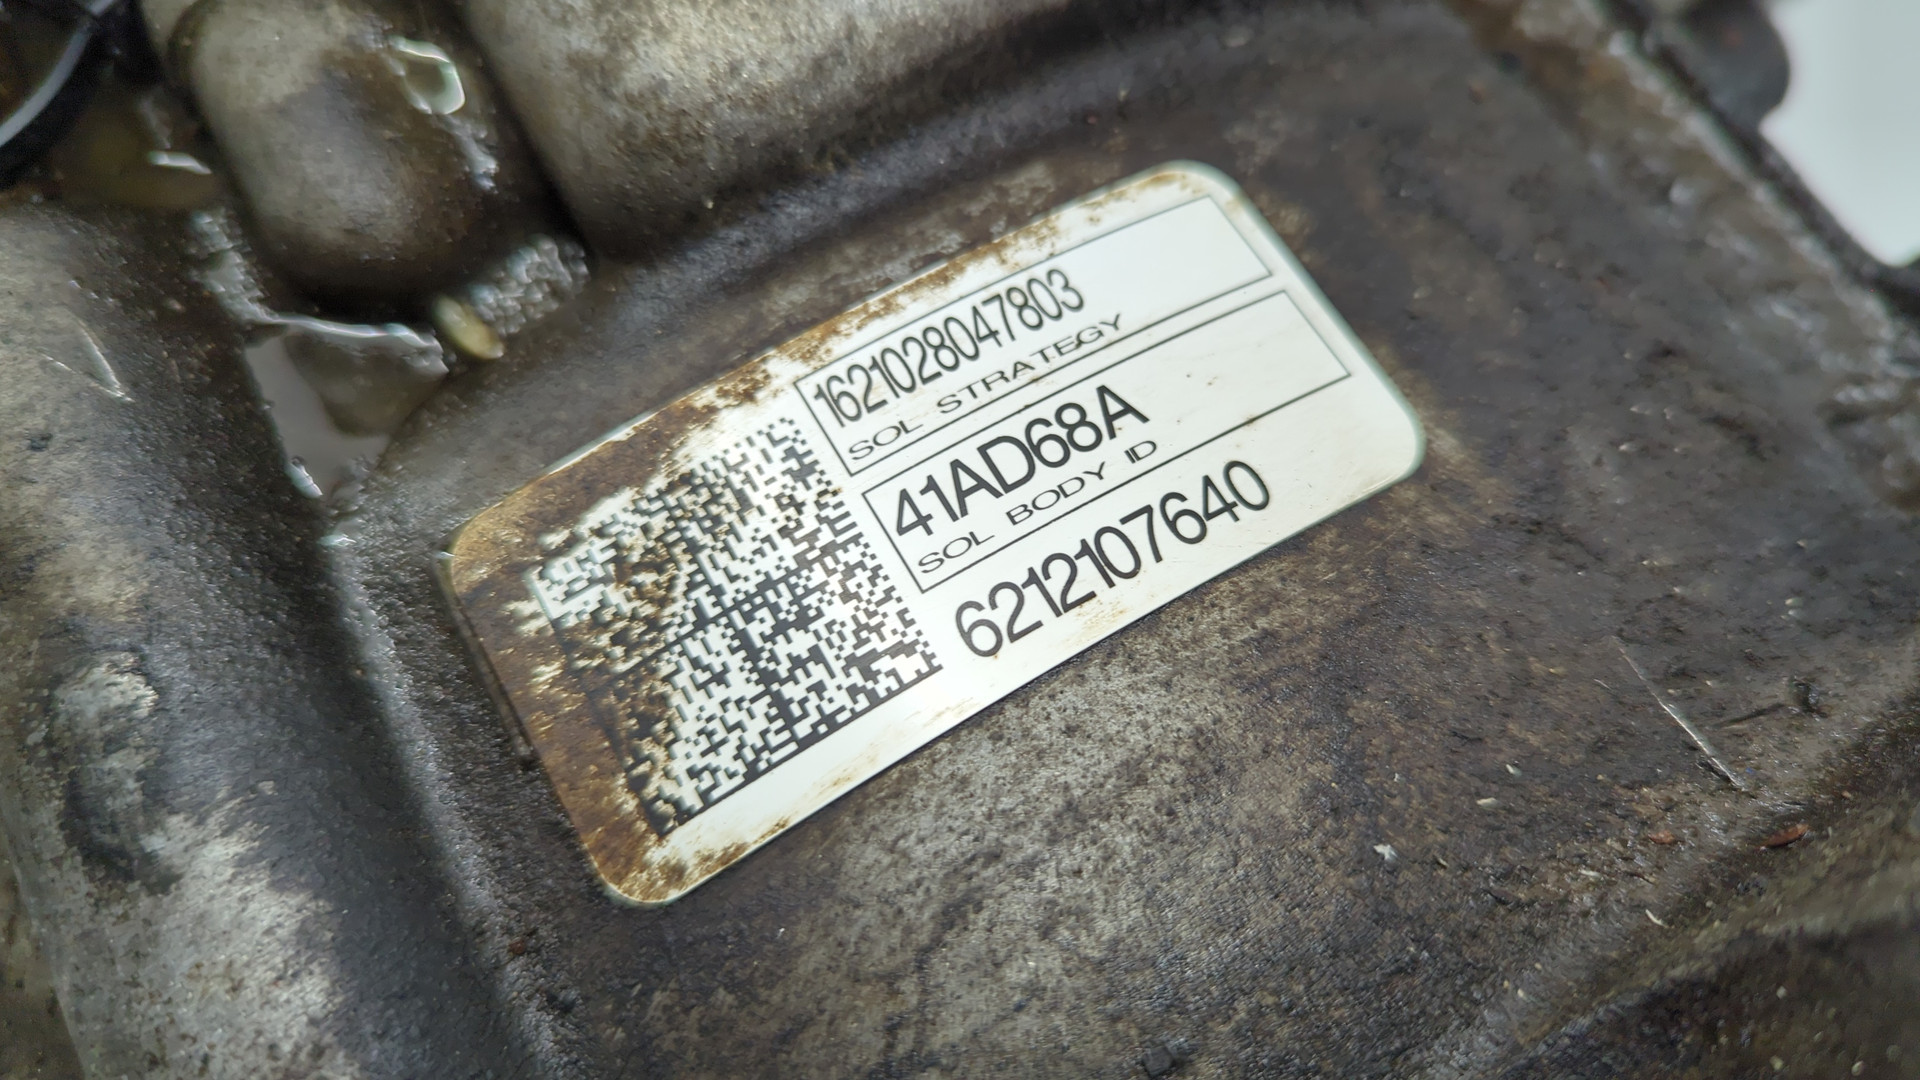 1621028047803
SOL STRATEGY
41AD68A
SOL BODY ID
6212107640